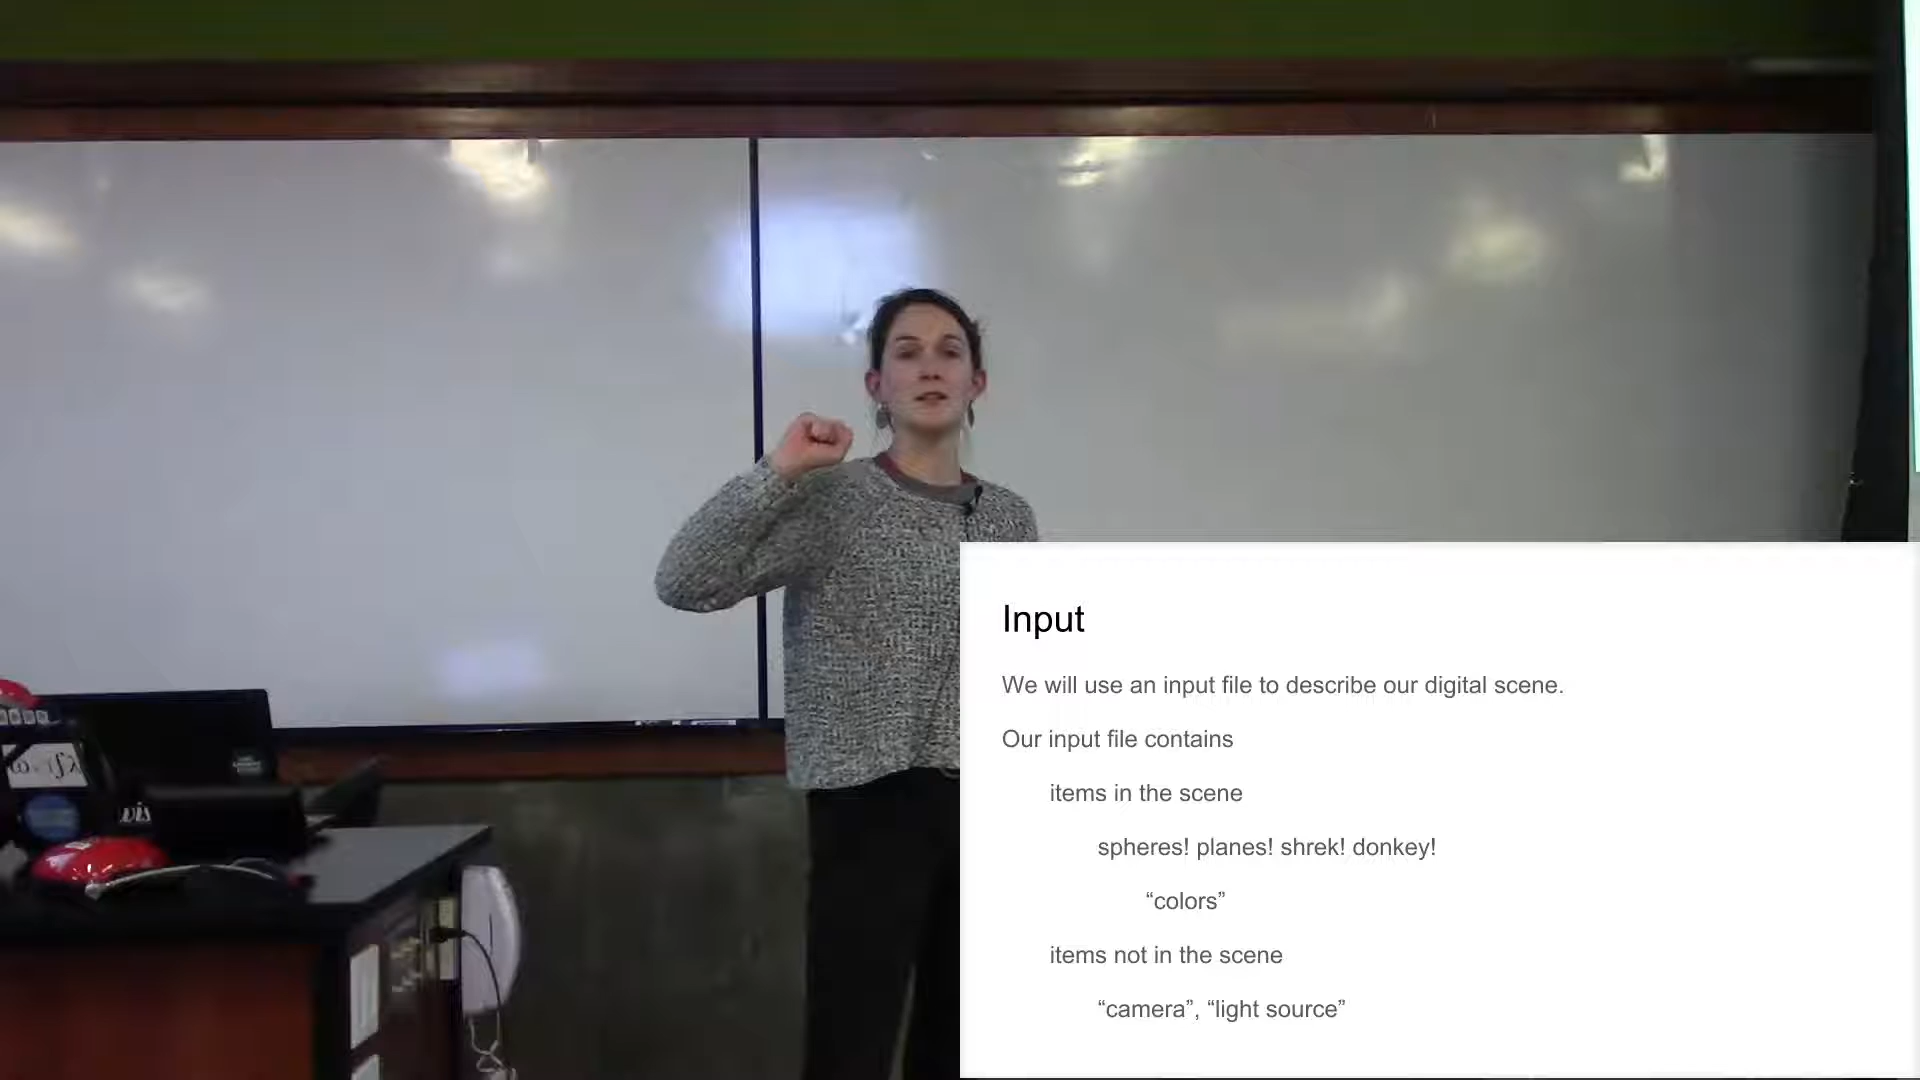 Input
We will use an input file to describe our digital scene.
Our input file contains
items in the scene
spheres! planes! shrek! donkey!
“colors”
items not in the scene
“camera”, “light source”